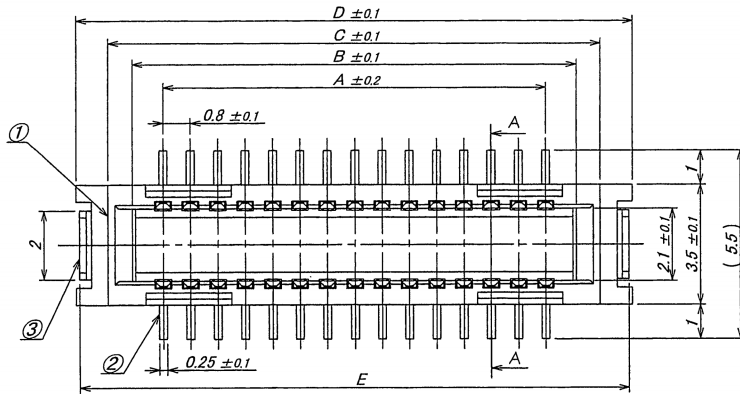 D ±0.1
C ±0.1
B ±0.1
A ±0.2
0.8 ±0.1
A
①
1
2
2.1 ±0.1
3.5 ±0.1
(5.5)
③
②
0.25 ±0.1
A
1
E